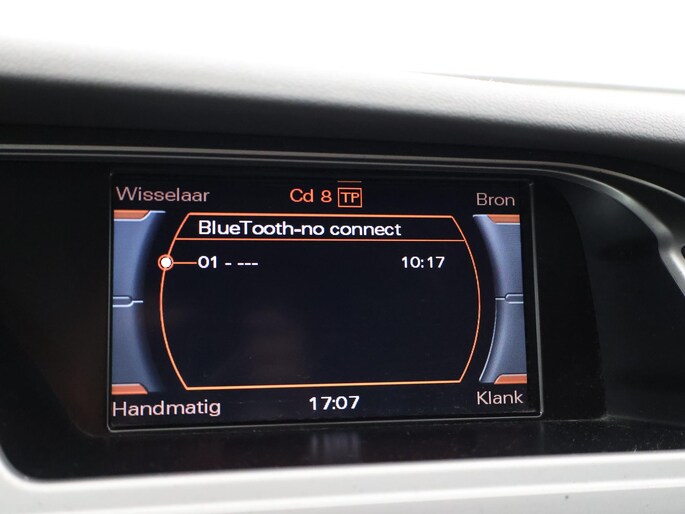 Wisselaar Cd 8 TP Bron
BlueTooth-no connect
01 - --- 10:17
Handmatig 17:07 Klank